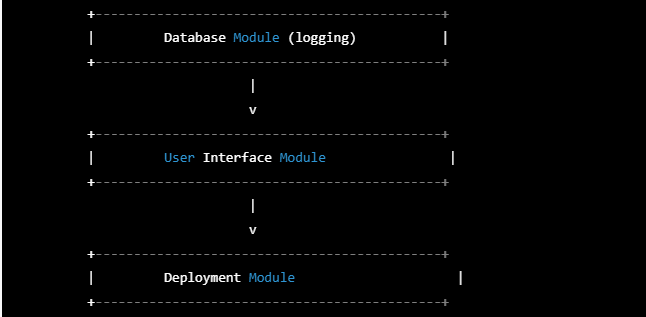 +---------------------------------------------+
|         Database Module (logging)           |
+---------------------------------------------+
                     |
                     v
+---------------------------------------------+
|         User Interface Module                |
+---------------------------------------------+
                     |
                     v
+---------------------------------------------+
|         Deployment Module                     |
+---------------------------------------------+